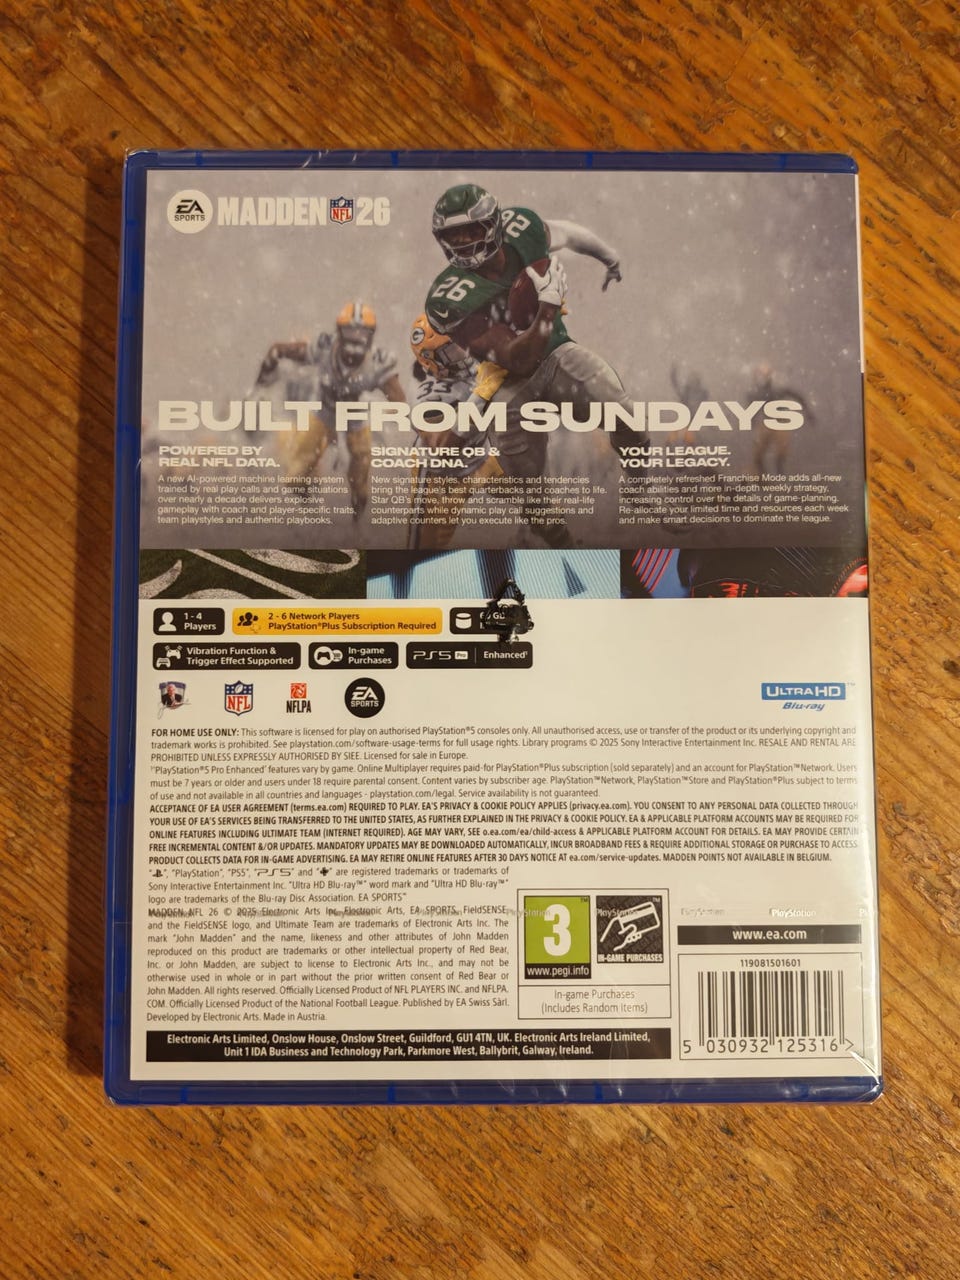 EA SPORTS MADDEN NFL 26
26
33
BUILT FROM SUNDAYS
POWERED BY
REAL NFL DATA.
A new AI-powered machine learning system
trained by real play calls and game situations
over nearly a decade delivers explosive
gameplay with coach and player-specific traits,
team playstyles and authentic playbooks.
SIGNATURE QB &
COACH DNA.
New signature styles, characteristics and tendencies
bring the league's best quarterbacks and coaches to life.
Star QB's move, throw and scramble like their real-life
counterparts while dynamic play call suggestions and
adaptive counters let you execute like the pros.
YOUR LEAGUE.
YOUR LEGACY.
A completely refreshed Franchise Mode adds all-new
coach abilities and more in-depth weekly strategy,
increasing control over the details of game-planning.
Re-allocate your limited time and resources each week
and make smart decisions to dominate the league.
1 - 4
Players
2 - 6 Network Players
PlayStation®Plus Subscription Required
Vibration Function &
Trigger Effect Supported
In-game
Purchases
PS5 Pro Enhanced†
NFL
NFLPA
EA SPORTS
ULTRA HD
Blu-ray™
FOR HOME USE ONLY: This software is licensed for play on authorised PlayStation®5 consoles only. All unauthorised access, use or transfer of the product or its underlying copyright and
trademark works is prohibited. See playstation.com/software-usage-terms for full usage rights. Library programs © 2025 Sony Interactive Entertainment Inc. RESALE AND RENTAL ARE
PROHIBITED UNLESS EXPRESSLY AUTHORISED BY SIEE. Licensed for sale in Europe.
†'PlayStation®5 Pro Enhanced' features vary by game. Online Multiplayer requires paid-for PlayStation®Plus subscription (sold separately) and an account for PlayStation™Network. Users
must be 7 years or older and users under 18 require parental consent. Content varies by subscriber age. PlayStation™Network, PlayStation™Store and PlayStation®Plus subject to terms
of use and not available in all countries and languages - playstation.com/legal. Service availability is not guaranteed.
ACCEPTANCE OF EA USER AGREEMENT (terms.ea.com) REQUIRED TO PLAY. EA'S PRIVACY & COOKIE POLICY APPLIES (privacy.ea.com). YOU CONSENT TO ANY PERSONAL DATA COLLECTED THROUGH
YOUR USE OF EA'S SERVICES BEING TRANSFERRED TO THE UNITED STATES, AS FURTHER EXPLAINED IN THE PRIVACY & COOKIE POLICY. EA & APPLICABLE PLATFORM ACCOUNTS MAY BE REQUIRED FOR
ONLINE FEATURES INCLUDING ULTIMATE TEAM (INTERNET REQUIRED). AGE MAY VARY, SEE o.ea.com/ea/child-access & APPLICABLE PLATFORM ACCOUNT FOR DETAILS. EA MAY PROVIDE CERTAIN
FREE INCREMENTAL CONTENT &/OR UPDATES. MANDATORY UPDATES MAY BE DOWNLOADED AUTOMATICALLY, INCUR BROADBAND FEES & REQUIRE ADDITIONAL STORAGE OR PURCHASE TO ACCESS.
PRODUCT COLLECTS DATA FOR IN-GAME ADVERTISING. EA MAY RETIRE ONLINE FEATURES AFTER 30 DAYS NOTICE AT ea.com/service-updates. MADDEN POINTS NOT AVAILABLE IN BELGIUM.
" ", "PlayStation", "PS5", "PS5" and " " are registered trademarks or trademarks of
Sony Interactive Entertainment Inc. "Ultra HD Blu-ray™" word mark and "Ultra HD Blu-ray™"
logo are trademarks of the Blu-ray Disc Association. EA SPORTS™
MADDEN NFL 26 © 2025 Electronic Arts Inc. Electronic Arts, EA SPORTS, FieldSENSE,
and the FieldSENSE logo, and Ultimate Team are trademarks of Electronic Arts Inc. The
mark "John Madden" and the name, likeness and other attributes of John Madden
reproduced on this product are trademarks or other intellectual property of Red Bear,
Inc. or John Madden, are subject to license to Electronic Arts Inc., and may not be
otherwise used in whole or in part without the prior written consent of Red Bear or
John Madden. All rights reserved. Officially Licensed Product of NFL PLAYERS INC. and NFLPA.
COM. Officially Licensed Product of the National Football League. Published by EA Swiss Sàrl.
Developed by Electronic Arts. Made in Austria.
PlayStation PlayStation PlayStation PlayStation PlayStation
3
www.pegi.info
IN-GAME PURCHASES
In-game Purchases
(Includes Random Items)
www.ea.com
119081501601
5 030932 125316 >
Electronic Arts Limited, Onslow House, Onslow Street, Guildford, GU1 4TN, UK. Electronic Arts Ireland Limited,
Unit 1 IDA Business and Technology Park, Parkmore West, Ballybrit, Galway, Ireland.